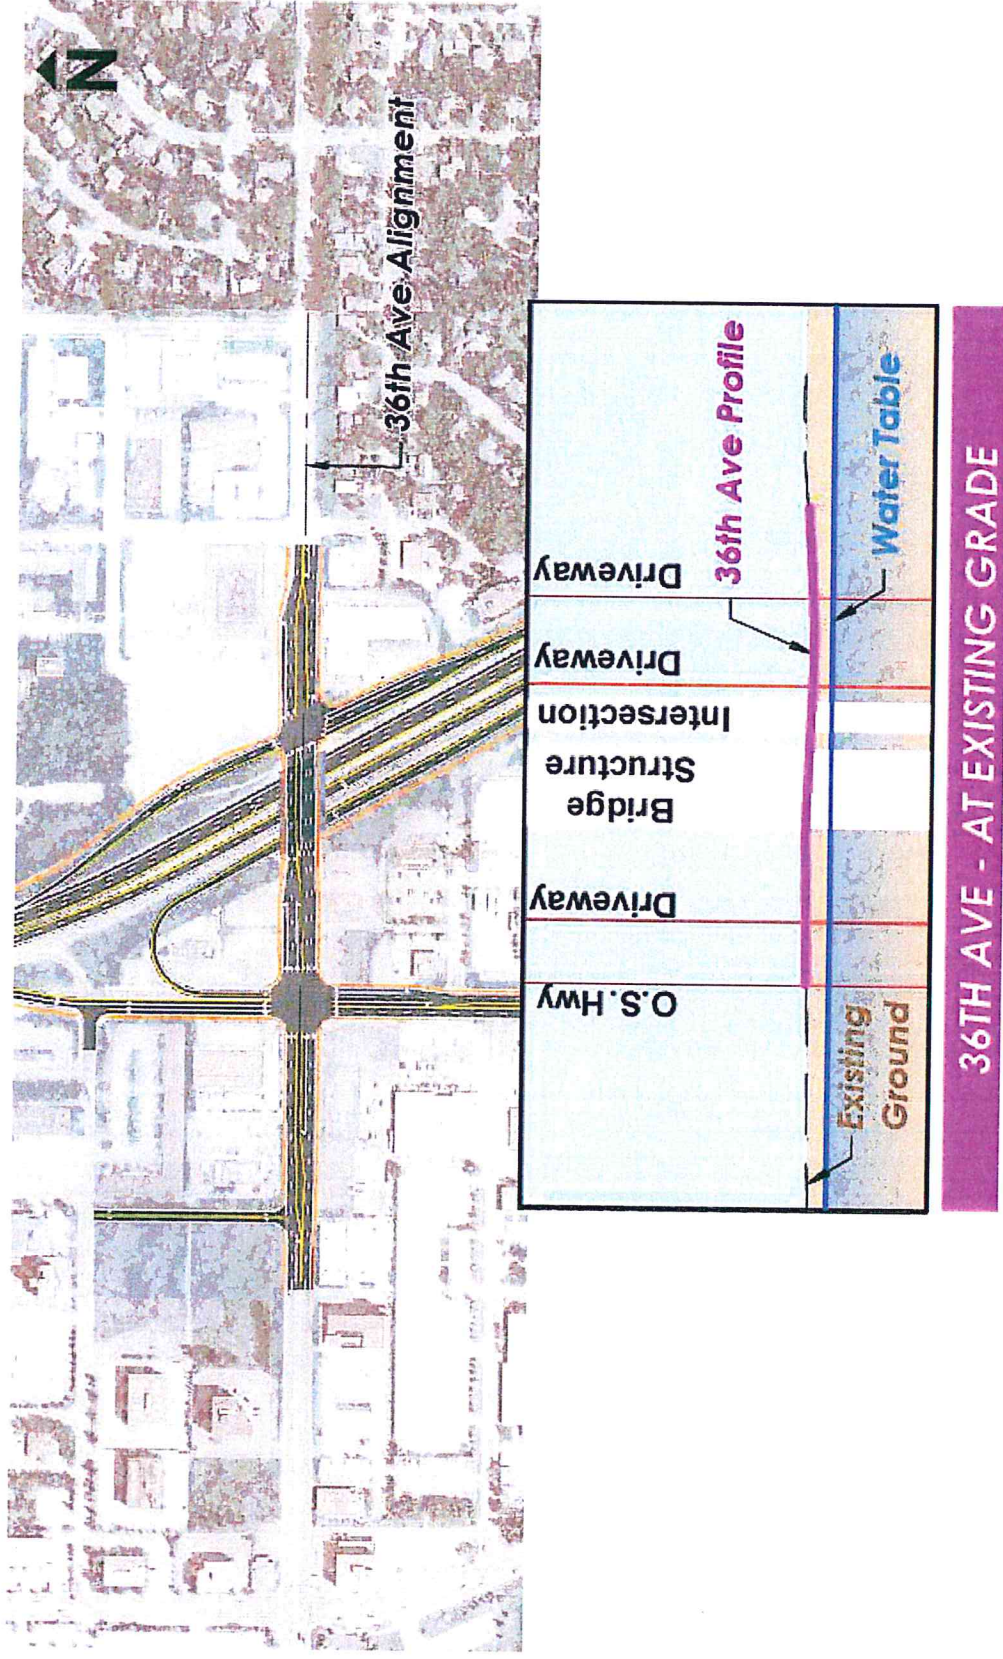 N
36th Ave Alignment
O.S. Hwy
Driveway
Bridge
Structure
Intersection
Driveway
Driveway
36th Ave Profile
Existing
Ground
Water Table
36TH AVE - AT EXISTING GRADE